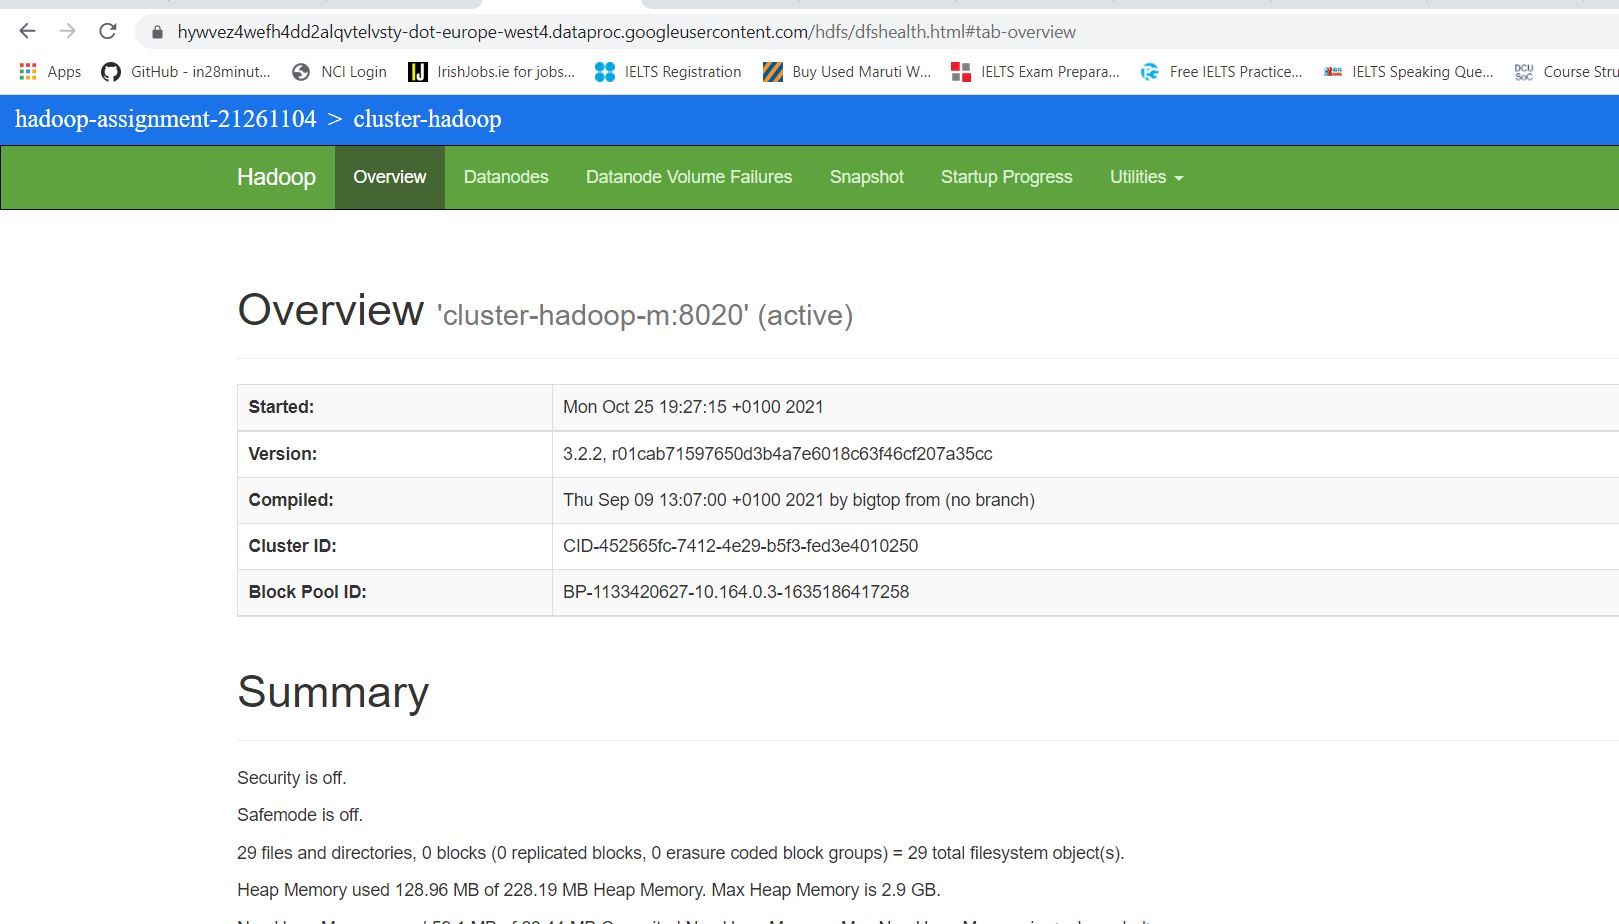 hywvez4wefh4dd2alqvtelvsty-dot-europe-west4.dataproc.googleusercontent.com/hdfs/dfshealth.html#tab-overview
Apps GitHub - in28minut... NCI Login IJ IrishJobs.ie for jobs... IELTS Registration Buy Used Maruti W... IELTS Exam Prepara... Free IELTS Practice... IELTS Speaking Que... DCU SoC Course Stru
hadoop-assignment-21261104 > cluster-hadoop
Hadoop Overview Datanodes Datanode Volume Failures Snapshot Startup Progress Utilities
Overview 'cluster-hadoop-m:8020' (active)
Started: Mon Oct 25 19:27:15 +0100 2021
Version: 3.2.2, r01cab71597650d3b4a7e6018c63f46cf207a35cc
Compiled: Thu Sep 09 13:07:00 +0100 2021 by bigtop from (no branch)
Cluster ID: CID-452565fc-7412-4e29-b5f3-fed3e4010250
Block Pool ID: BP-1133420627-10.164.0.3-1635186417258
Summary
Security is off.
Safemode is off.
29 files and directories, 0 blocks (0 replicated blocks, 0 erasure coded block groups) = 29 total filesystem object(s).
Heap Memory used 128.96 MB of 228.19 MB Heap Memory. Max Heap Memory is 2.9 GB.